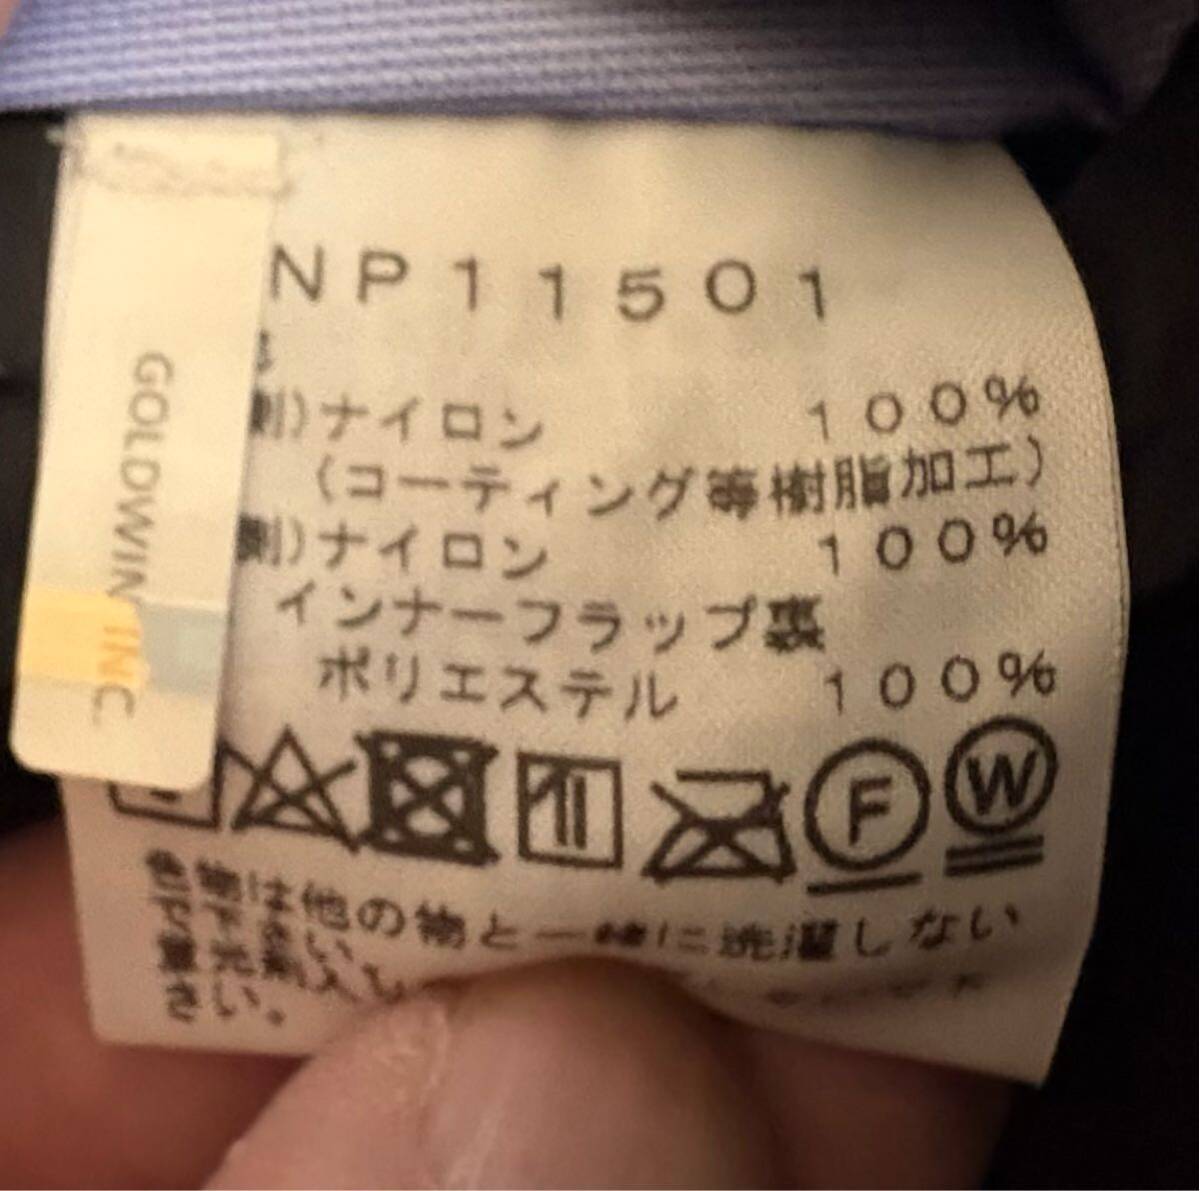 GOLDWIN INC.
NP11501
側)ナイロン 100%
(コーティング等樹脂加工)
側)ナイロン 100%
インナーフラップ裏
ポリエステル 100%
F
W
物は他の物と一緒に洗濯しない